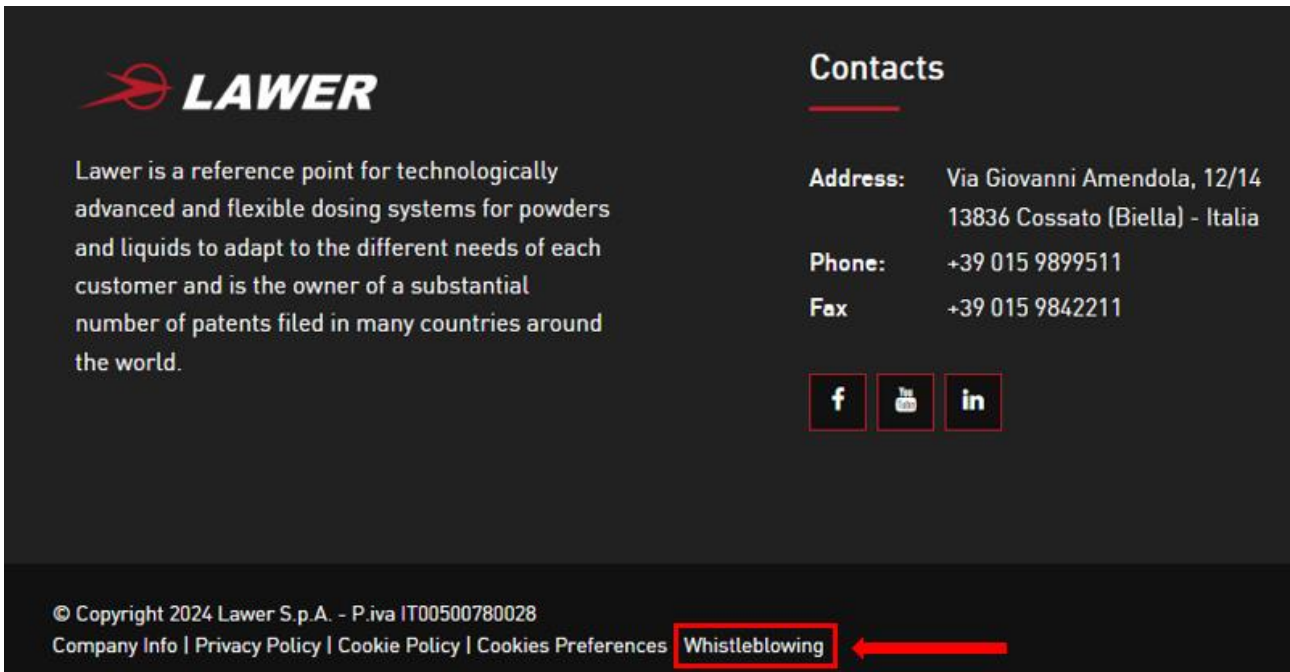 LAWER
Lawer is a reference point for technologically
advanced and flexible dosing systems for powders
and liquids to adapt to the different needs of each
customer and is the owner of a substantial
number of patents filed in many countries around
the world.
Contacts
Address: Via Giovanni Amendola, 12/14
13836 Cossato (Biella) - Italia
Phone: +39 015 9899511
Fax +39 015 9842211
f You Tube in
© Copyright 2024 Lawer S.p.A. - P.iva IT00500780028
Company Info | Privacy Policy | Cookie Policy | Cookies Preferences Whistleblowing